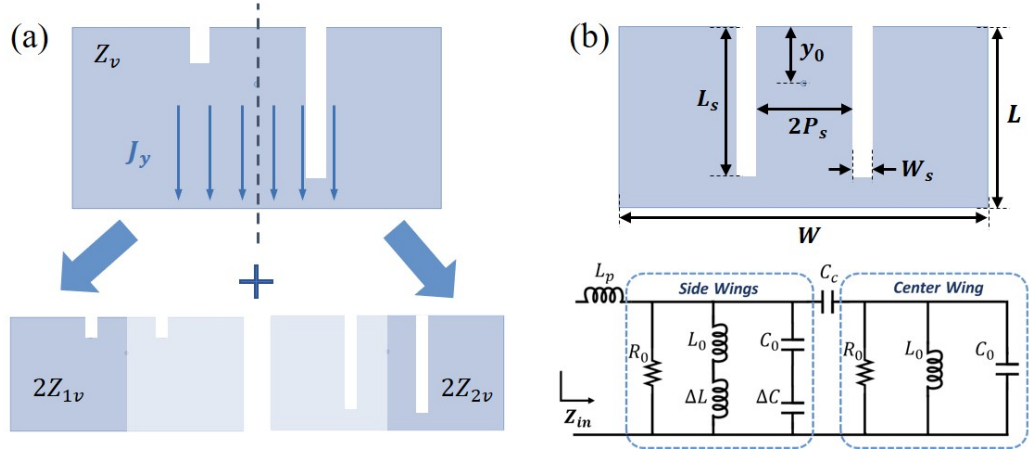 (a)
Z_v
J_y
+
2Z_{1v}
2Z_{2v}
(b)
y_0
L_s
2P_s
L
W_s
W
L_p
Side Wings
C_c
Center Wing
R_0
L_0
C_0
ΔL
ΔC
Z_{in}
R_0
L_0
C_0